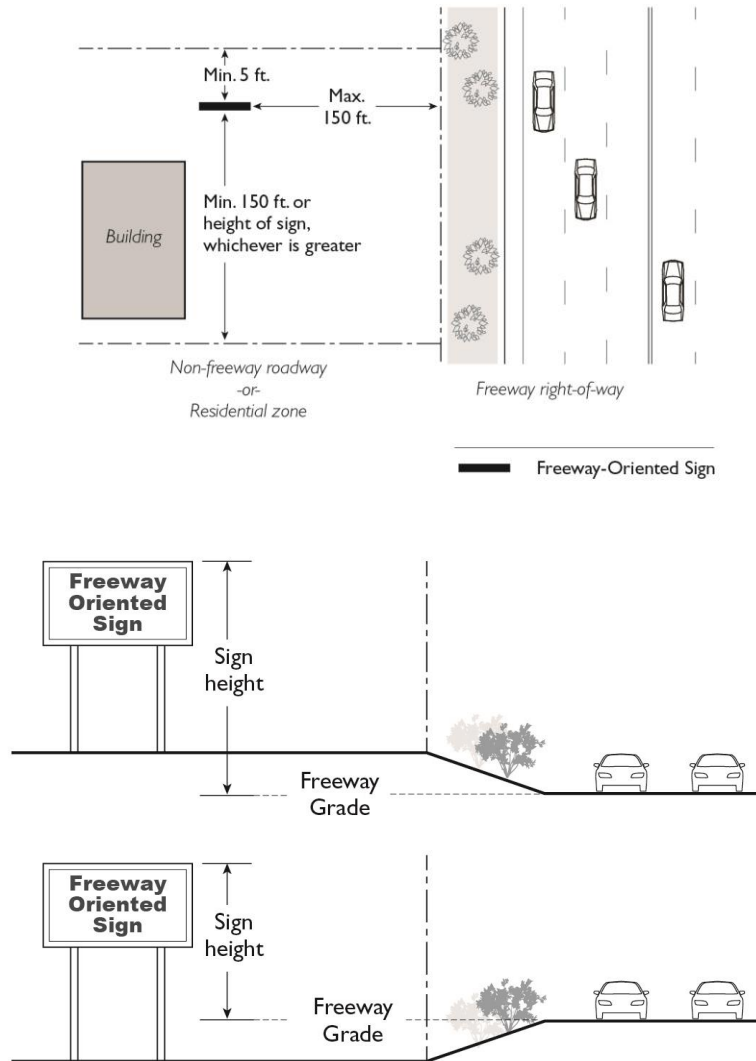 Min. 5 ft.
Max.
150 ft.
Min. 150 ft. or
height of sign,
whichever is greater
Building
Non-freeway roadway
-or-
Residential zone
Freeway right-of-way
Freeway-Oriented Sign
Freeway
Oriented
Sign
Sign
height
Freeway
Grade
Freeway
Oriented
Sign
Sign
height
Freeway
Grade